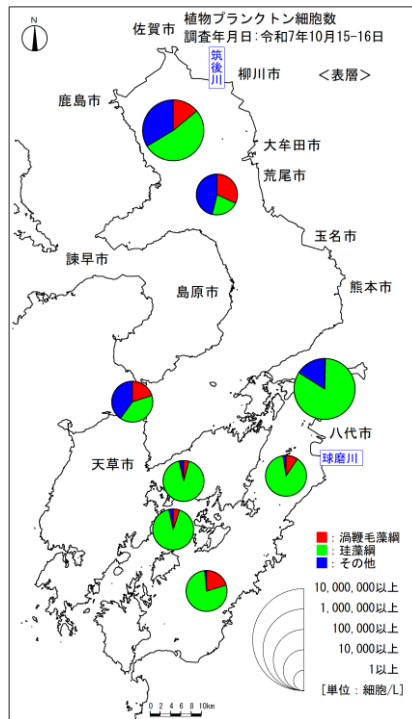 植物プランクトン細胞数
調査年月日:令和7年10月15-16日
<表層>
N
佐賀市
筑後川
柳川市
鹿島市
大牟田市
荒尾市
玉名市
諫早市
島原市
熊本市
八代市
球磨川
天草市
:渦鞭毛藻綱
:珪藻綱
:その他
10,000,000以上
1,000,000以上
100,000以上
10,000以上
1以上
[単位:細胞/L]
0 2 4 6 8 10km